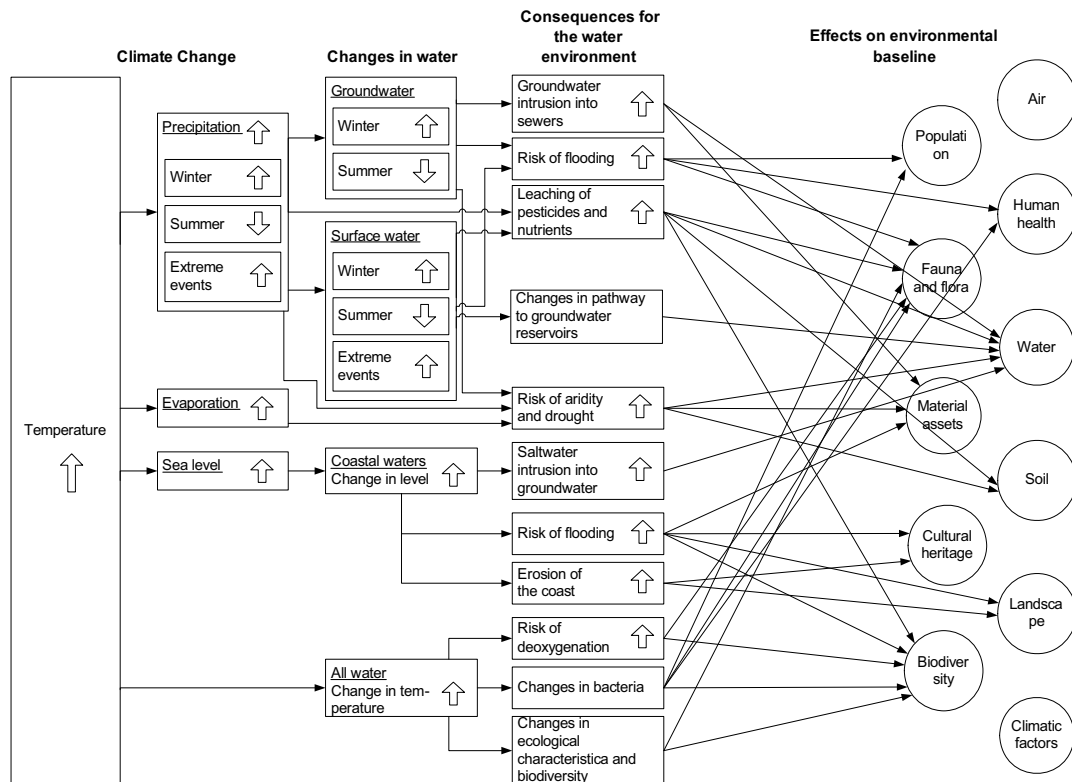 Climate Change
Changes in water
Consequences for
the water
environment
Effects on environmental
baseline
Temperature
Precipitation
Winter
Summer
Extreme
events
Evaporation
Sea level
Groundwater
Winter
Summer
Surface water
Winter
Summer
Extreme
events
Coastal waters
Change in level
All water
Change in tem-
perature
Groundwater
intrusion into
sewers
Risk of flooding
Leaching of
pesticides and
nutrients
Changes in pathway
to groundwater
reservoirs
Risk of aridity
and drought
Saltwater
intrusion into
groundwater
Risk of flooding
Erosion of
the coast
Risk of
deoxygenation
Changes in bacteria
Changes in
ecological
characteristica and
biodiversity
Populati
on
Fauna
and flora
Material
assets
Cultural
heritage
Biodiver
sity
Air
Human
health
Water
Soil
Landsca
pe
Climatic
factors